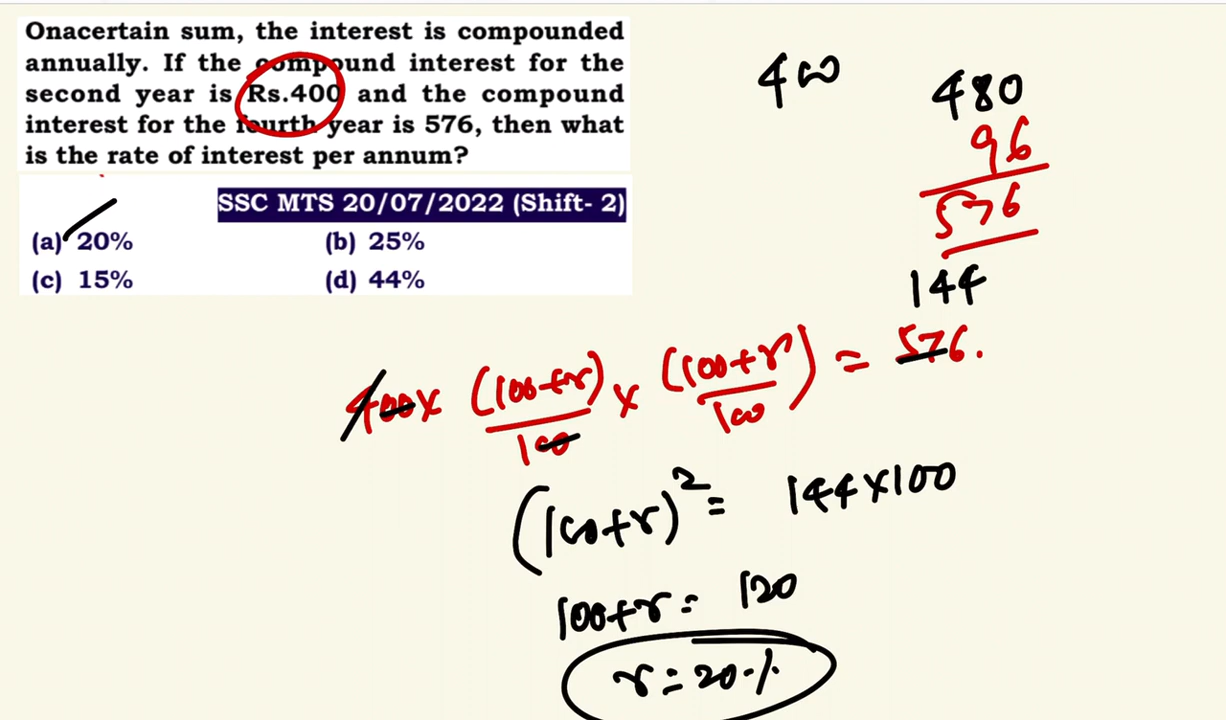 Onacertain sum, the interest is compounded
annually. If the compound interest for the
second year is Rs.400 and the compound
interest for the fourth year is 576, then what
is the rate of interest per annum?
SSC MTS 20/07/2022 (Shift- 2)
(a) 20% (b) 25%
(c) 15% (d) 44%
400 480
96
576
144
400 x (100+r)/100 x (100+r)/100 = 576.
(100+r)² = 144x100
100+r = 120
r = 20%